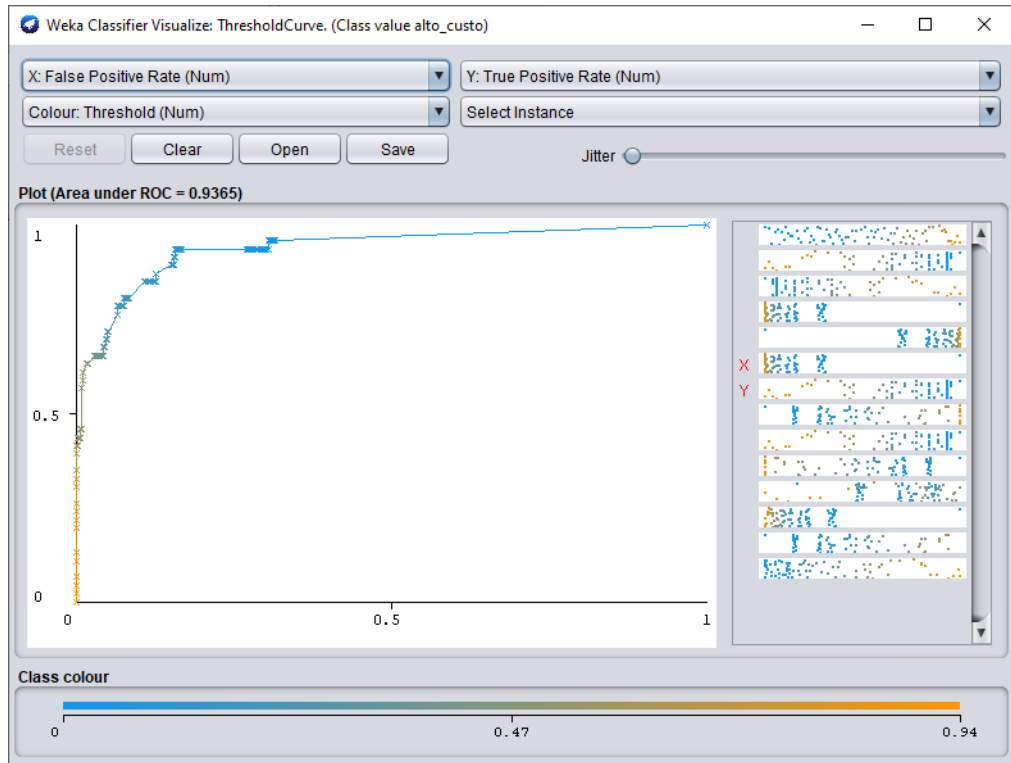 Weka Classifier Visualize: ThresholdCurve. (Class value alto_custo)
X: False Positive Rate (Num)
Y: True Positive Rate (Num)
Colour: Threshold (Num)
Select Instance
Reset
Clear
Open
Save
Jitter
Plot (Area under ROC = 0.9365)
1
0.5
0
0
0.5
1
X
Y
Class colour
0
0.47
0.94